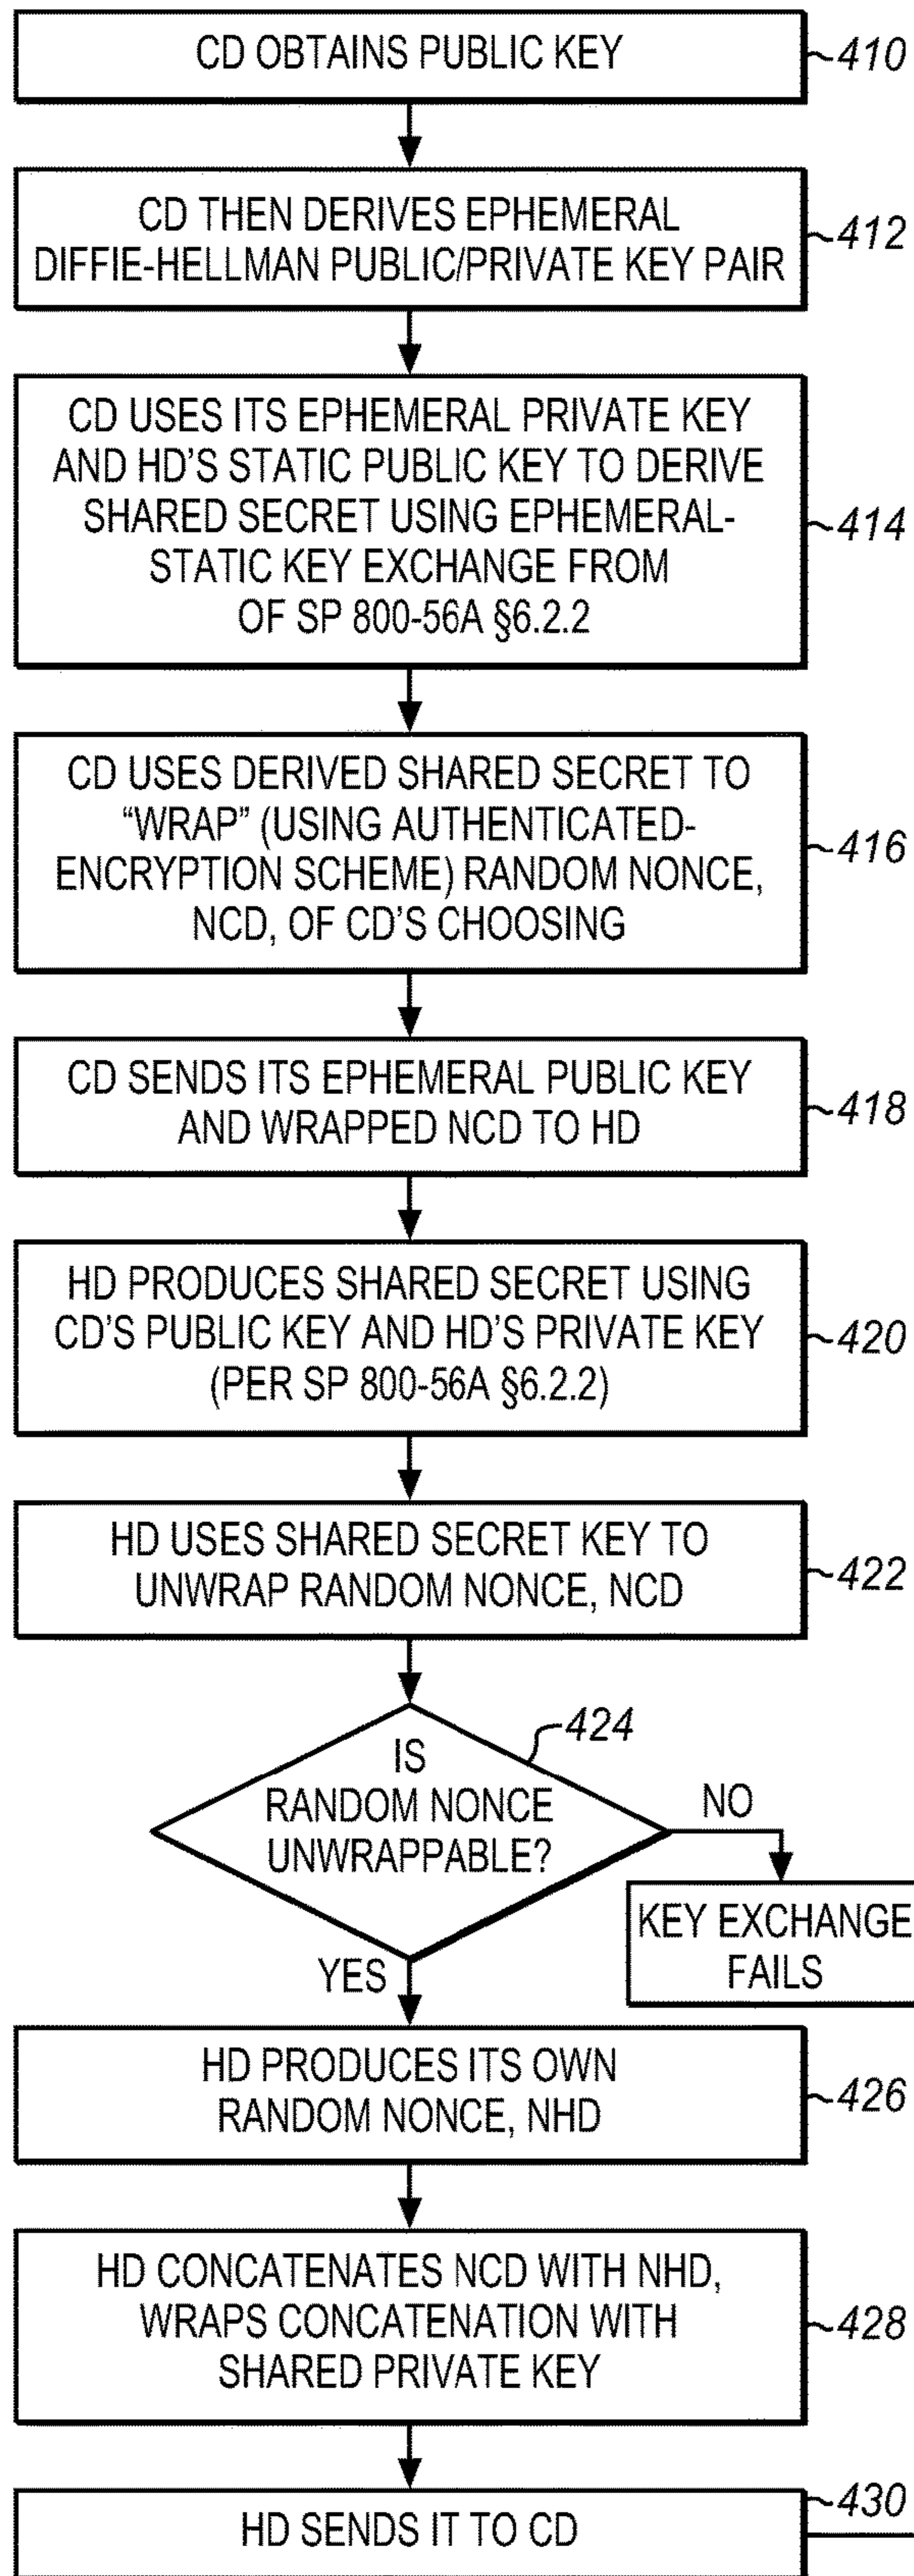 CD OBTAINS PUBLIC KEY
410
CD THEN DERIVES EPHEMERAL
DIFFIE-HELLMAN PUBLIC/PRIVATE KEY PAIR
412
CD USES ITS EPHEMERAL PRIVATE KEY
AND HD'S STATIC PUBLIC KEY TO DERIVE
SHARED SECRET USING EPHEMERAL-
STATIC KEY EXCHANGE FROM
OF SP 800-56A §6.2.2
414
CD USES DERIVED SHARED SECRET TO
“WRAP” (USING AUTHENTICATED-
ENCRYPTION SCHEME) RANDOM NONCE,
NCD, OF CD'S CHOOSING
416
CD SENDS ITS EPHEMERAL PUBLIC KEY
AND WRAPPED NCD TO HD
418
HD PRODUCES SHARED SECRET USING
CD'S PUBLIC KEY AND HD'S PRIVATE KEY
(PER SP 800-56A §6.2.2)
420
HD USES SHARED SECRET KEY TO
UNWRAP RANDOM NONCE, NCD
422
424
IS
RANDOM NONCE
UNWRAPPABLE?
NO
KEY EXCHANGE
FAILS
YES
HD PRODUCES ITS OWN
RANDOM NONCE, NHD
426
HD CONCATENATES NCD WITH NHD,
WRAPS CONCATENATION WITH
SHARED PRIVATE KEY
428
HD SENDS IT TO CD
430